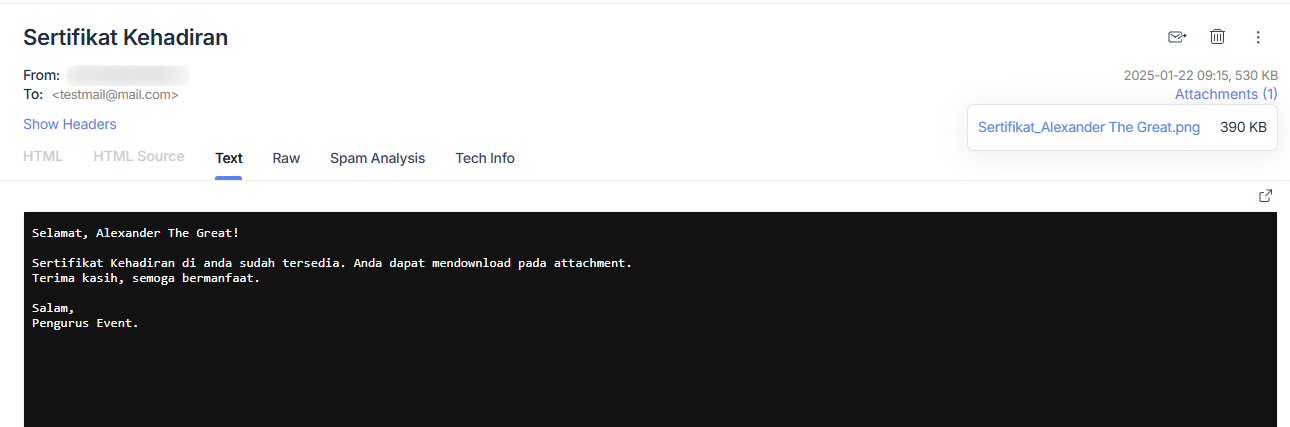 Sertifikat Kehadiran
From:
2025-01-22 09:15, 530 KB
To: <testmail@mail.com>
Attachments (1)
Sertifikat_Alexander The Great.png 390 KB
Show Headers
HTML HTML Source Text Raw Spam Analysis Tech Info
Selamat, Alexander The Great!
Sertifikat Kehadiran di anda sudah tersedia. Anda dapat mendownload pada attachment.
Terima kasih, semoga bermanfaat.
Salam,
Pengurus Event.